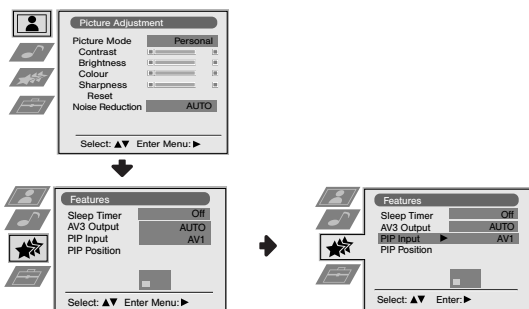 Picture Adjustment
Picture Mode Personal
Contrast
Brightness
Colour
Sharpness
Reset
Noise Reduction AUTO
Select: ▲▼ Enter Menu: ▶
Features
Sleep Timer Off
AV3 Output AUTO
PIP Input AV1
PIP Position
Select: ▲▼ Enter Menu: ▶
Features
Sleep Timer Off
AV3 Output AUTO
PIP Input ▶ AV1
PIP Position
Select: ▲▼ Enter: ▶